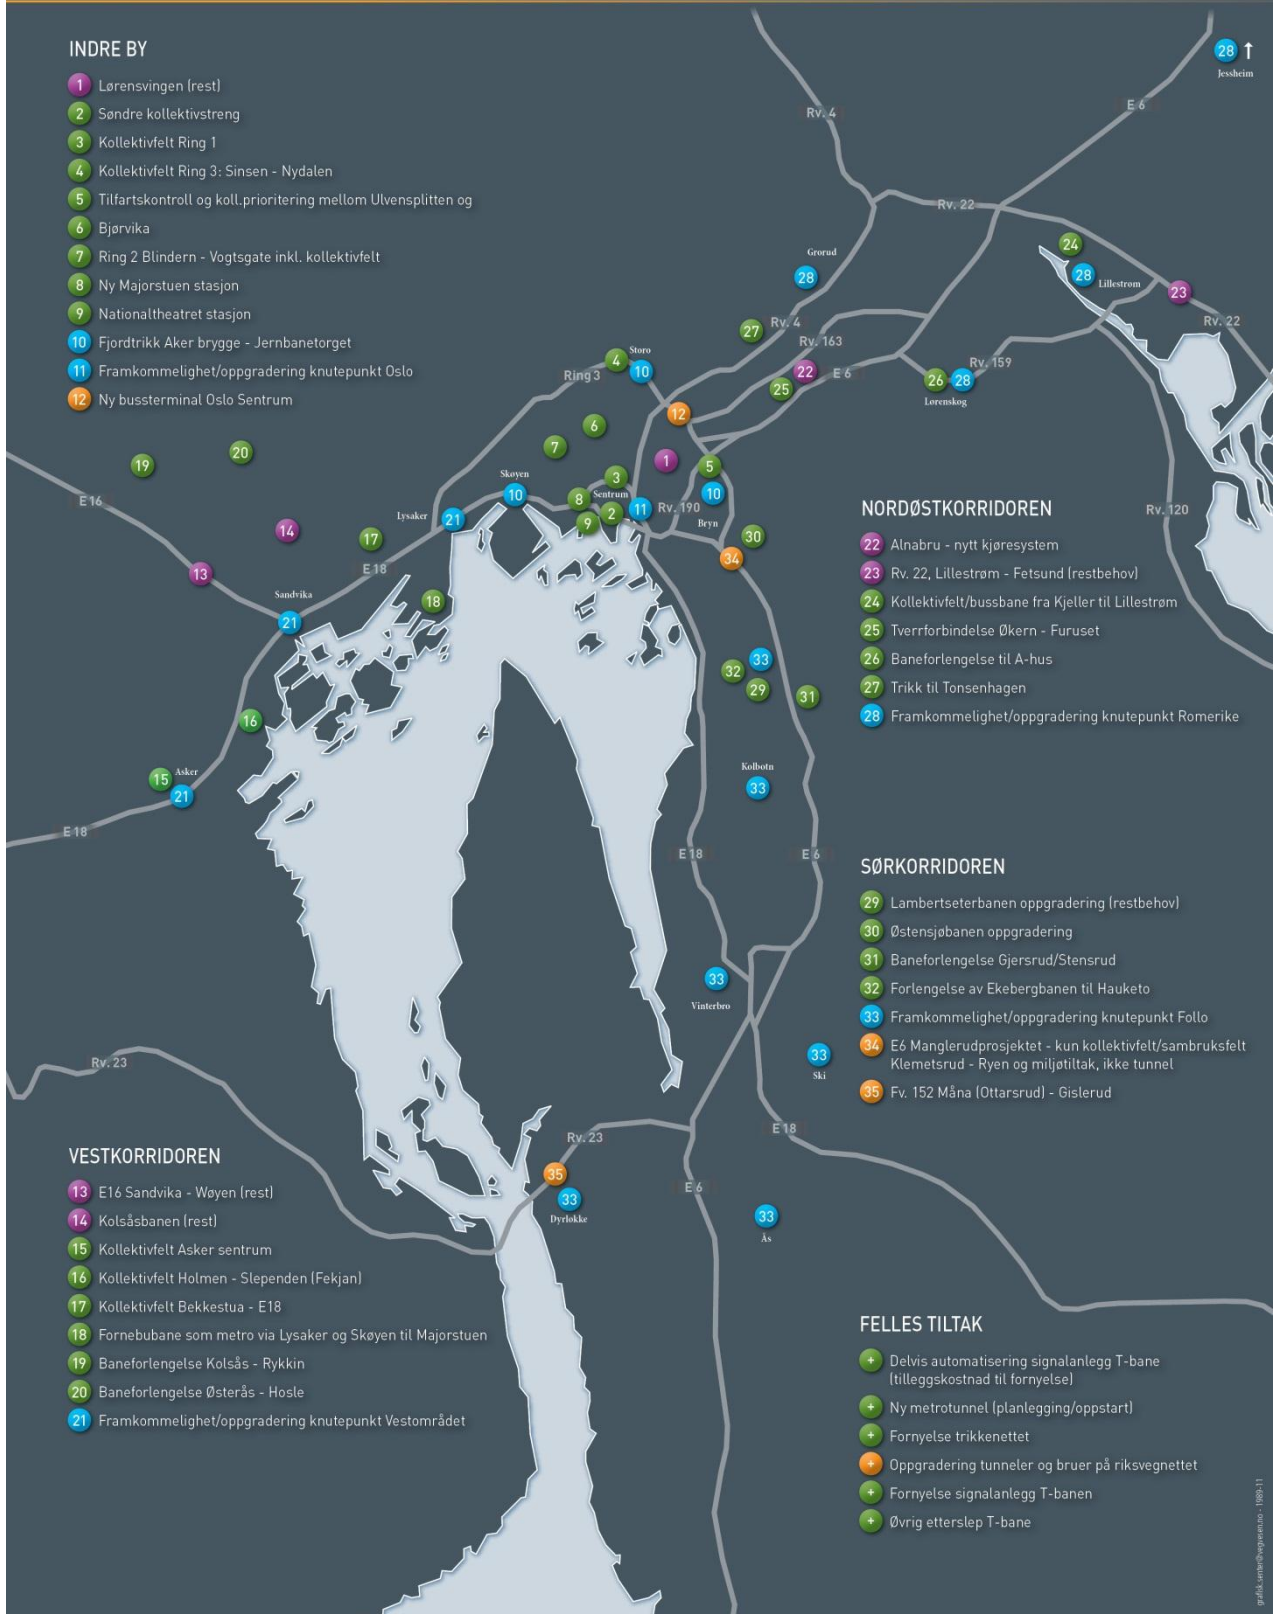 INDRE BY
1 Lørensvingen (rest)
2 Søndre kollektivstreng
3 Kollektivfelt Ring 1
4 Kollektivfelt Ring 3: Sinsen - Nydalen
5 Tilfartskontroll og koll.prioritering mellom Ulvensplitten og
6 Bjørvika
7 Ring 2 Blindern - Vogtsgate inkl. kollektivfelt
8 Ny Majorstuen stasjon
9 Nationaltheatret stasjon
10 Fjordtrikk Aker brygge - Jernbanetorget
11 Framkommelighet/oppgradering knutepunkt Oslo
12 Ny bussterminal Oslo Sentrum
28 ↑
Jessheim
Rv. 4
E 6
Rv. 22
Grorud
28
24
28
Lillestrøm
23
Rv. 22
27
Rv. 4
Rv. 163
Storo
4
10
Ring 3
22
25
E 6
Rv. 159
26
28
Lørenskog
12
6
7
19
20
1
5
10
Bryn
Skøyen
10
3
8
Sentrum
2
9
11
Rv. 190
E 16
Lysaker
21
14
17
E 18
13
Sandvika
21
18
30
34
Rv. 120
NORDØSTKORRIDOREN
22 Alnabru - nytt kjøresystem
23 Rv. 22, Lillestrøm - Fetsund (restbehov)
24 Kollektivfelt/bussbane fra Kjeller til Lillestrøm
25 Tverrforbindelse Økern - Furuset
26 Baneforlengelse til A-hus
27 Trikk til Tonsenhagen
28 Framkommelighet/oppgradering knutepunkt Romerike
33
32
29
31
16
15
Asker
21
E 18
Kolbotn
33
E 18
E 6
SØRKORRIDOREN
29 Lambertseterbanen oppgradering (restbehov)
30 Østensjøbanen oppgradering
31 Baneforlengelse Gjersrud/Stensrud
32 Forlengelse av Ekebergbanen til Hauketo
33 Framkommelighet/oppgradering knutepunkt Follo
34 E6 Manglerudprosjektet - kun kollektivfelt/sambruksfelt
Klemetsrud - Ryen og miljøtiltak, ikke tunnel
35 Fv. 152 Måna (Ottarsrud) - Gislerud
33
Vinterbro
33
Ski
Rv. 23
Rv. 23
E 18
35
33
Dyrløkke
E 6
33
Ås
VESTKORRIDOREN
13 E16 Sandvika - Wøyen (rest)
14 Kolsåsbanen (rest)
15 Kollektivfelt Asker sentrum
16 Kollektivfelt Holmen - Slependen (Fekjan)
17 Kollektivfelt Bekkestua - E18
18 Fornebubane som metro via Lysaker og Skøyen til Majorstuen
19 Baneforlengelse Kolsås - Rykkin
20 Baneforlengelse Østerås - Hosle
21 Framkommelighet/oppgradering knutepunkt Vestområdet
FELLES TILTAK
+ Delvis automatisering signalanlegg T-bane
(tilleggskostnad til fornyelse)
+ Ny metrotunnel (planlegging/oppstart)
+ Fornyelse trikkenettet
+ Oppgradering tunneler og bruer på riksvegnettet
+ Fornyelse signalanlegg T-banen
+ Øvrig etterslep T-bane
grafisk.senter@vegvesen.no - 1989-11